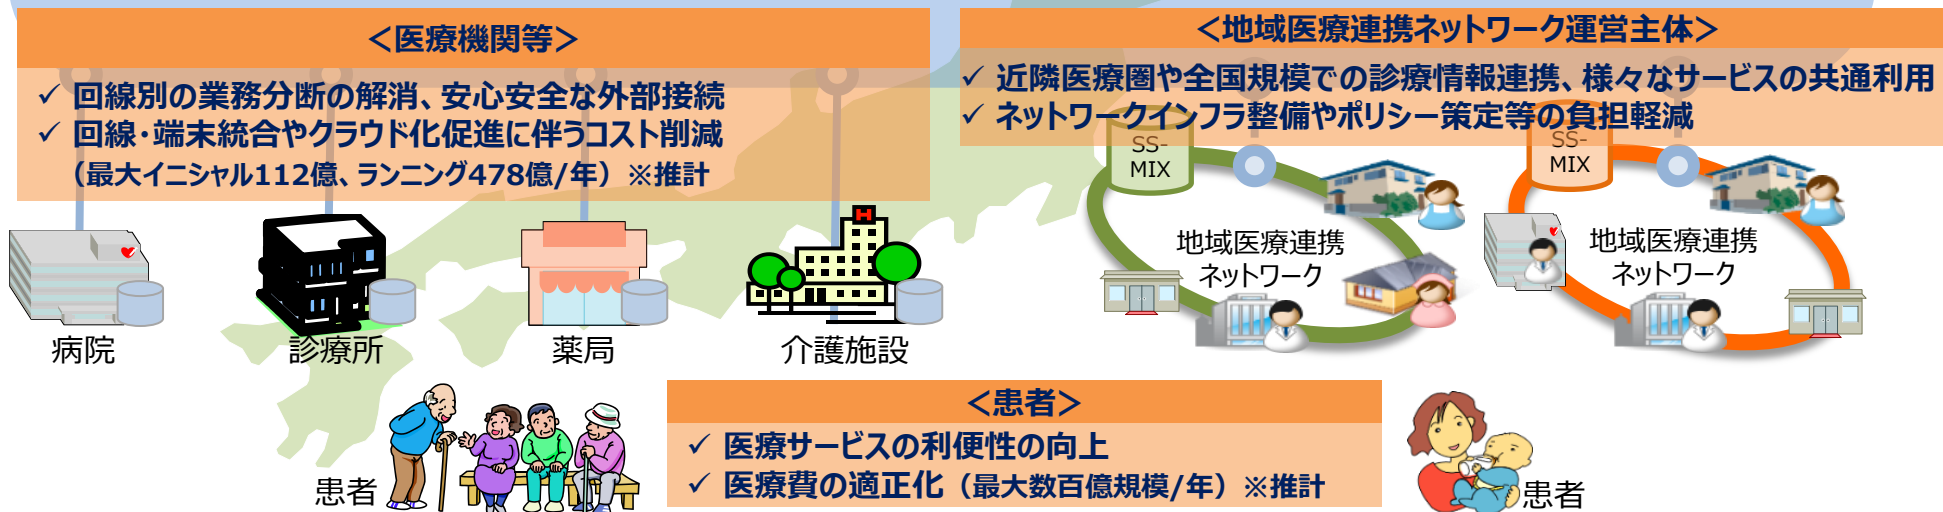 <医療機関等>
✓ 回線別の業務分断の解消、安心安全な外部接続
✓ 回線・端末統合やクラウド化促進に伴うコスト削減
（最大イニシャル112億、ランニング478億/年）※推計
<地域医療連携ネットワーク運営主体>
✓ 近隣医療圏や全国規模での診療情報連携、様々なサービスの共通利用
✓ ネットワークインフラ整備やポリシー策定等の負担軽減
SS-
MIX
地域医療連携
ネットワーク
SS-
MIX
地域医療連携
ネットワーク
H
病院
診療所
薬局
介護施設
患者
<患者>
✓ 医療サービスの利便性の向上
✓ 医療費の適正化（最大数百億規模/年）※推計
患者